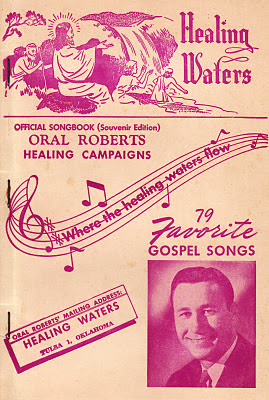 Healing
Waters
OFFICIAL SONGBOOK (Souvenir Edition)
ORAL ROBERTS
HEALING CAMPAIGNS
Where the healing waters flow
79
Favorite
GOSPEL SONGS
ORAL ROBERTS' MAILING ADDRESS:
HEALING WATERS
TULSA 1, OKLAHOMA